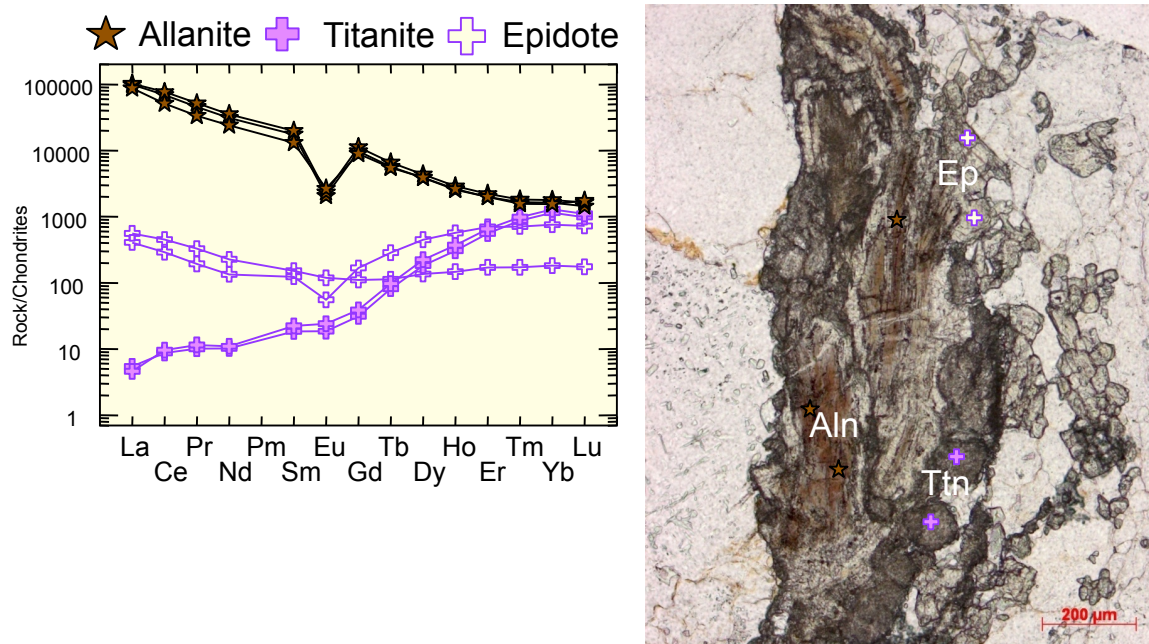 Allanite Titanite Epidote
Rock/Chondrites
100000
10000
1000
100
10
1
La Pr Pm Eu Tb Ho Tm Lu
Ce Nd Sm Gd Dy Er Yb
Ep
Aln
Ttn
200 µm